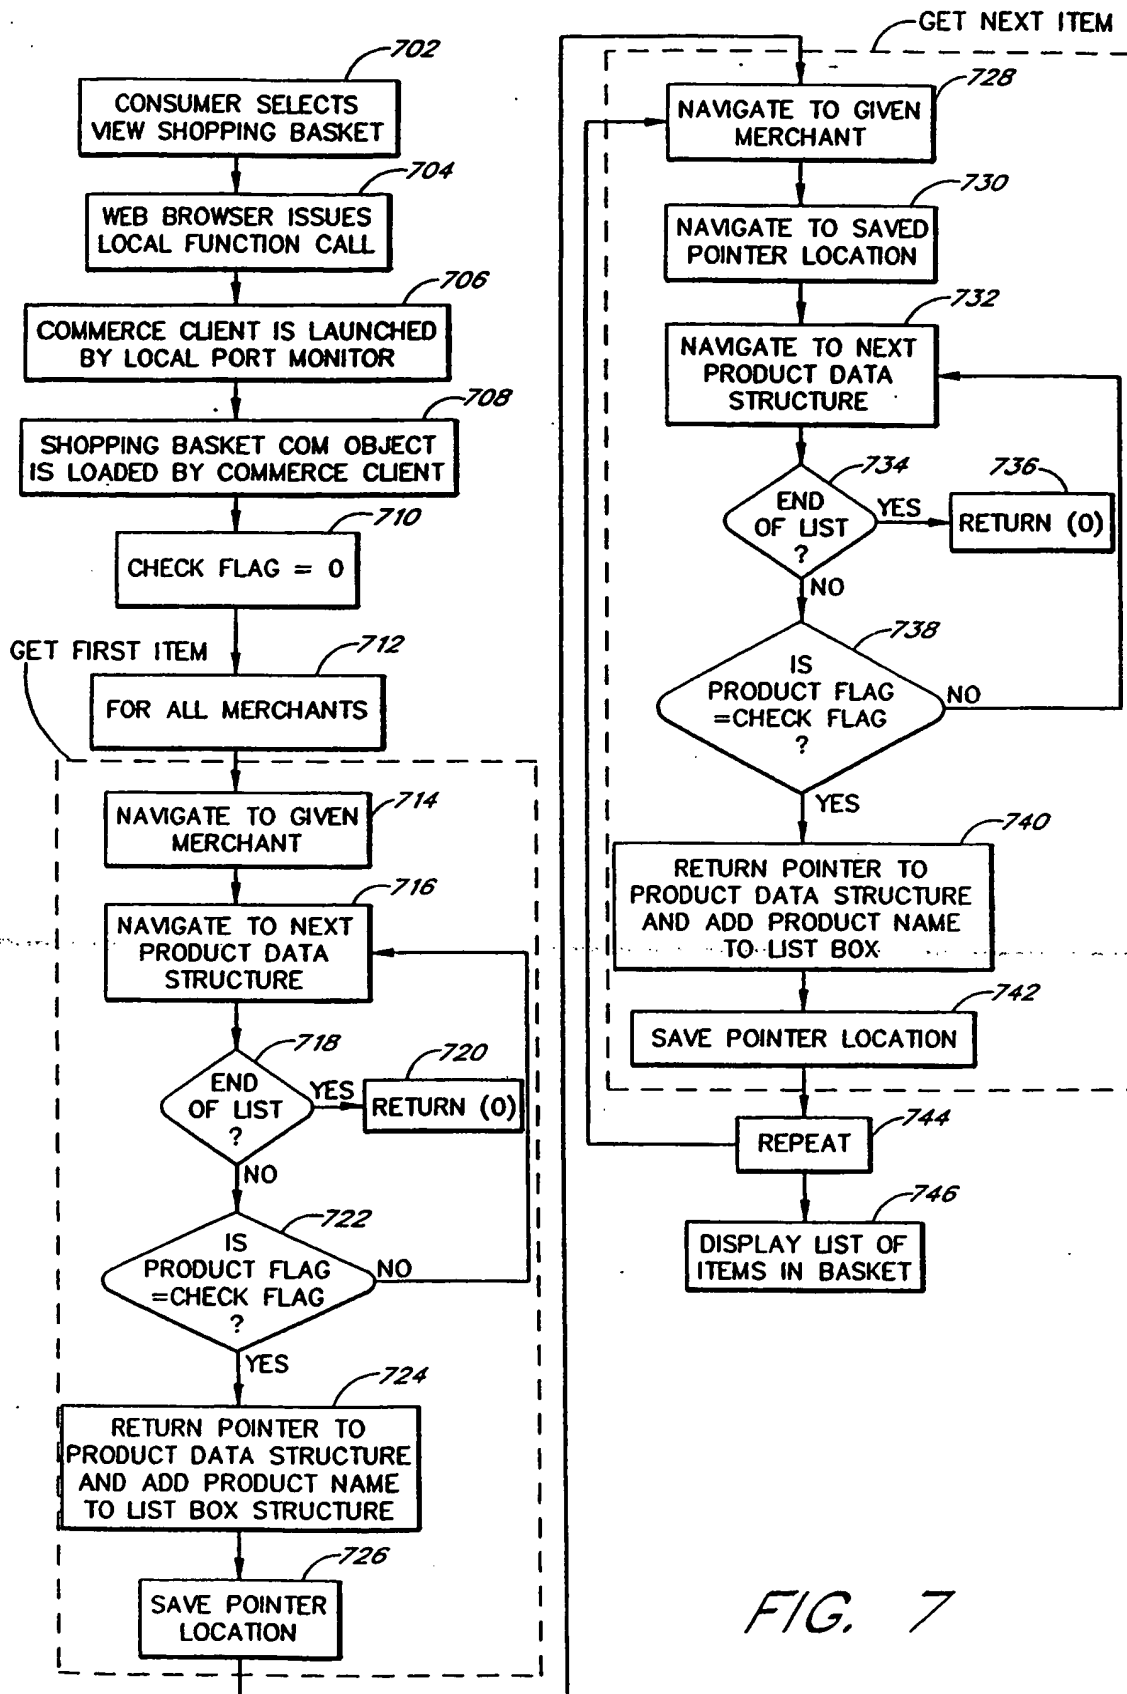 702
CONSUMER SELECTS
VIEW SHOPPING BASKET
704
WEB BROWSER ISSUES
LOCAL FUNCTION CALL
706
COMMERCE CLIENT IS LAUNCHED
BY LOCAL PORT MONITOR
708
SHOPPING BASKET COM OBJECT
IS LOADED BY COMMERCE CLIENT
710
CHECK FLAG = 0
GET FIRST ITEM
712
FOR ALL MERCHANTS
714
NAVIGATE TO GIVEN
MERCHANT
716
NAVIGATE TO NEXT
PRODUCT DATA
STRUCTURE
718
END
OF LIST
?
YES
720
RETURN (0)
NO
722
IS
PRODUCT FLAG
=CHECK FLAG
?
NO
YES
724
RETURN POINTER TO
PRODUCT DATA STRUCTURE
AND ADD PRODUCT NAME
TO LIST BOX STRUCTURE
726
SAVE POINTER
LOCATION
GET NEXT ITEM
728
NAVIGATE TO GIVEN
MERCHANT
730
NAVIGATE TO SAVED
POINTER LOCATION
732
NAVIGATE TO NEXT
PRODUCT DATA
STRUCTURE
734
END
OF LIST
?
YES
736
RETURN (0)
NO
738
IS
PRODUCT FLAG
=CHECK FLAG
?
NO
YES
740
RETURN POINTER TO
PRODUCT DATA STRUCTURE
AND ADD PRODUCT NAME
TO LIST BOX
742
SAVE POINTER LOCATION
744
REPEAT
746
DISPLAY LIST OF
ITEMS IN BASKET
FIG. 7